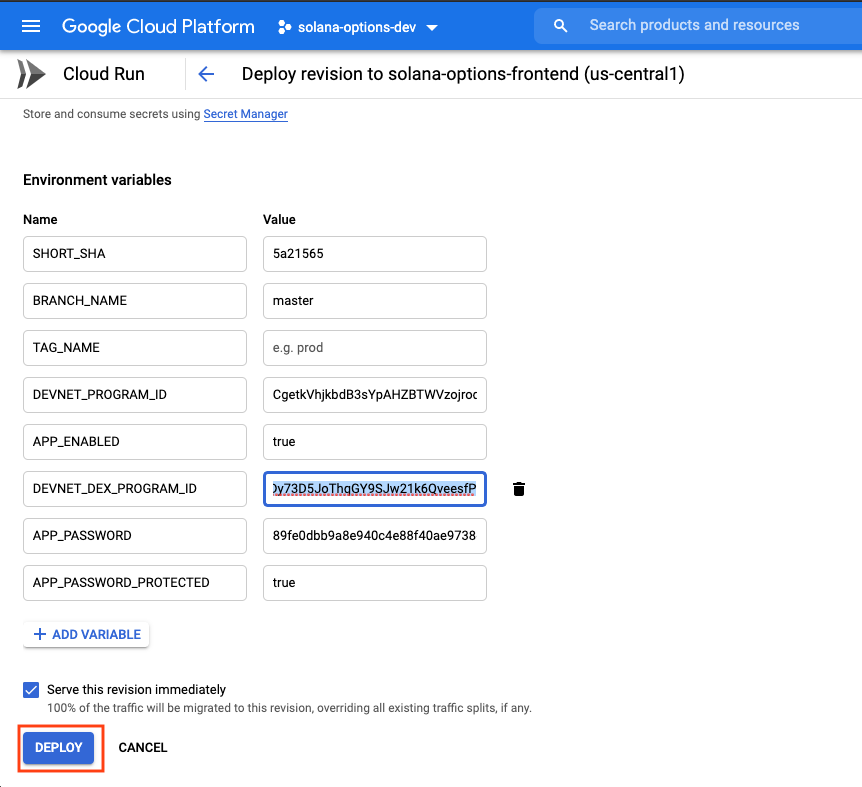 Google Cloud Platform solana-options-dev Search products and resources
Cloud Run Deploy revision to solana-options-frontend (us-central1)
Store and consume secrets using Secret Manager
Environment variables
Name Value
SHORT_SHA 5a21565
BRANCH_NAME master
TAG_NAME e.g. prod
DEVNET_PROGRAM_ID
APP_ENABLED true
DEVNET_DEX_PROGRAM_ID
APP_PASSWORD 89fe0dbb9a8e940c4e88f40ae9738
APP_PASSWORD_PROTECTED true
ADD VARIABLE
Serve this revision immediately
100% of the traffic will be migrated to this revision, overriding all existing traffic splits, if any.
DEPLOY CANCEL